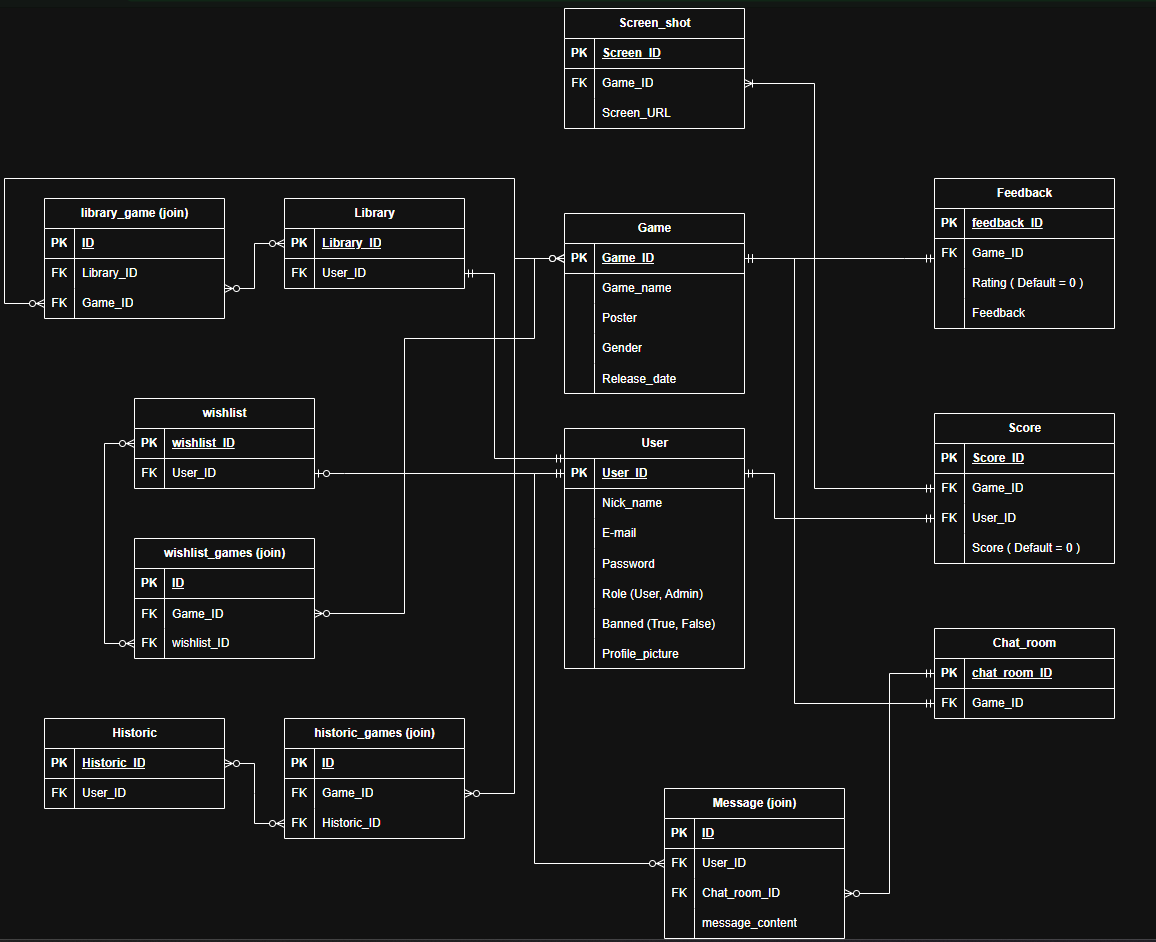 Screen_shot
PK Screen_ID
FK Game_ID
Screen_URL
library_game (join)
PK ID
FK Library_ID
FK Game_ID
Library
PK Library_ID
FK User_ID
Game
PK Game_ID
Game_name
Poster
Gender
Release_date
Feedback
PK feedback_ID
FK Game_ID
Rating ( Default = 0 )
Feedback
wishlist
PK wishlist_ID
FK User_ID
User
PK User_ID
Nick_name
E-mail
Password
Role (User, Admin)
Banned (True, False)
Profile_picture
Score
PK Score_ID
FK Game_ID
FK User_ID
Score ( Default = 0 )
wishlist_games (join)
PK ID
FK Game_ID
FK wishlist_ID
Chat_room
PK chat_room_ID
FK Game_ID
Historic
PK Historic_ID
FK User_ID
historic_games (join)
PK ID
FK Game_ID
FK Historic_ID
Message (join)
PK ID
FK User_ID
FK Chat_room_ID
message_content